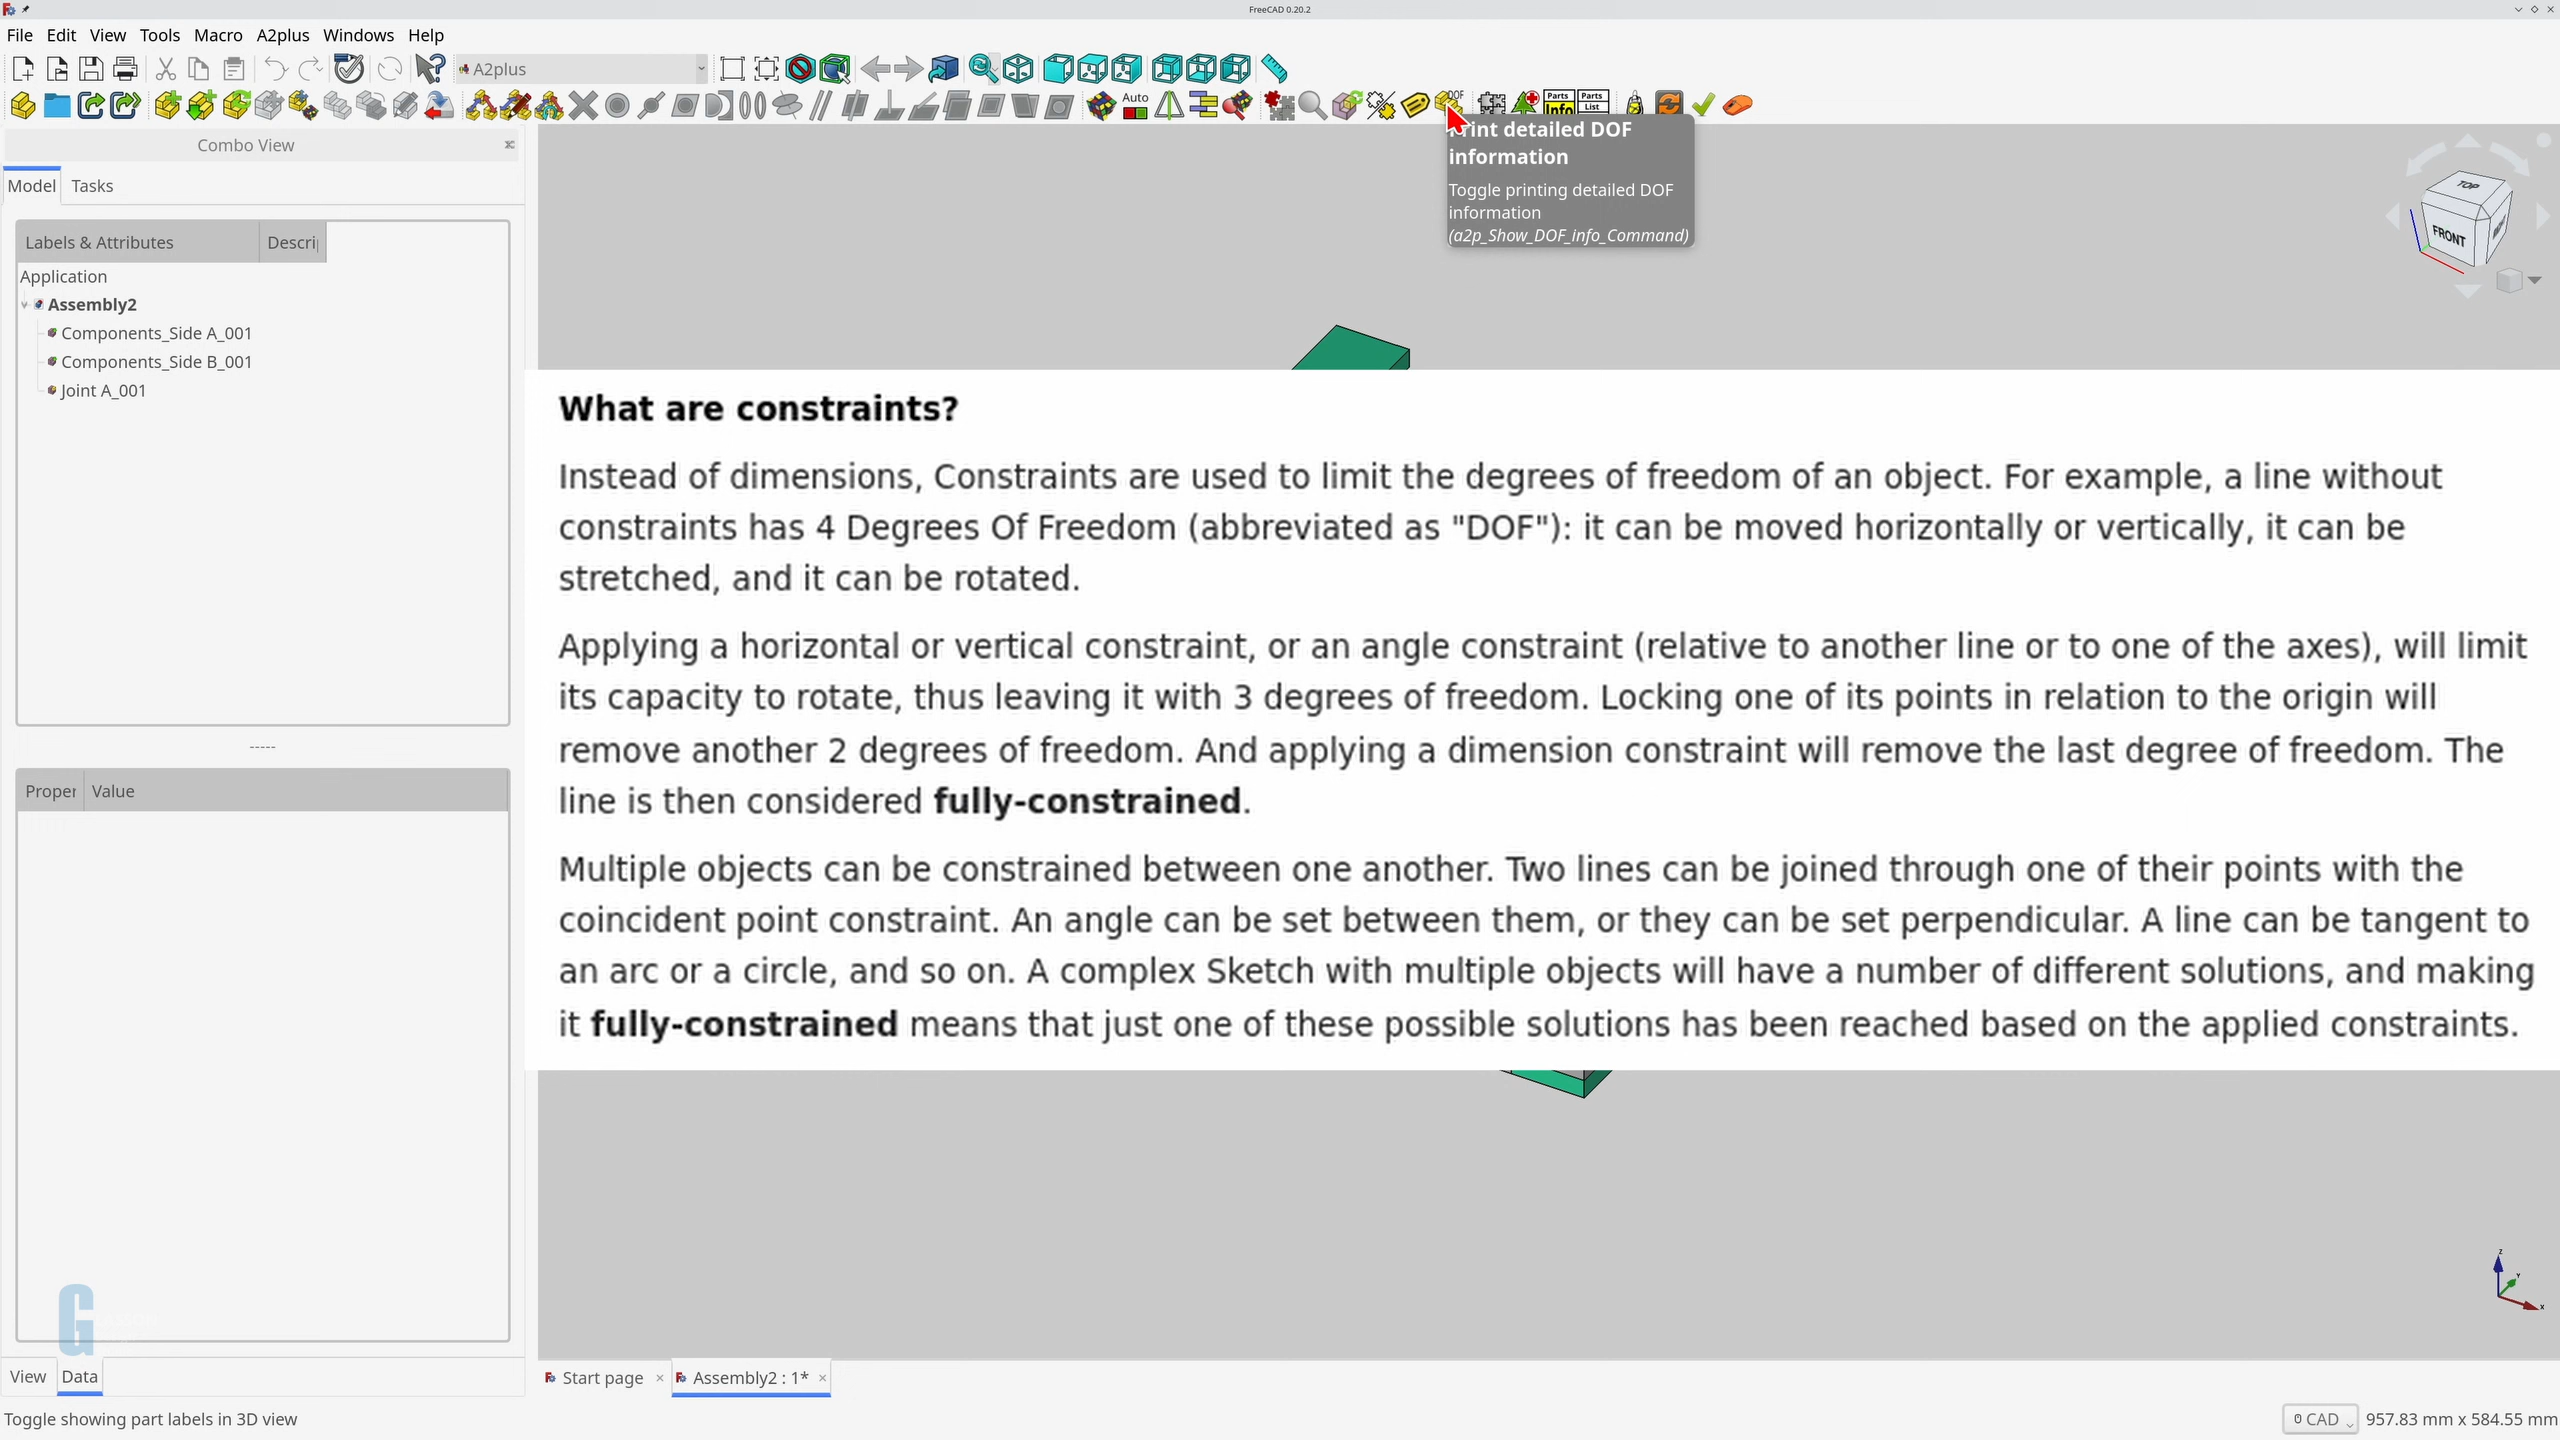 FreeCAD 0.20.2
File Edit View Tools Macro A2plus Windows Help
A2plus
Auto
DOF
Parts Info
Parts List
Combo View
Model Tasks
Labels & Attributes Descri
Application
Assembly2
Components_Side A_001
Components_Side B_001
Joint A_001
Proper Value
View Data
Print detailed DOF
information
Toggle printing detailed DOF
information
(a2p_Show_DOF_info_Command)
TOP
FRONT
What are constraints?
Instead of dimensions, Constraints are used to limit the degrees of freedom of an object. For example, a line without
constraints has 4 Degrees Of Freedom (abbreviated as "DOF"): it can be moved horizontally or vertically, it can be
stretched, and it can be rotated.
Applying a horizontal or vertical constraint, or an angle constraint (relative to another line or to one of the axes), will limit
its capacity to rotate, thus leaving it with 3 degrees of freedom. Locking one of its points in relation to the origin will
remove another 2 degrees of freedom. And applying a dimension constraint will remove the last degree of freedom. The
line is then considered fully-constrained.
Multiple objects can be constrained between one another. Two lines can be joined through one of their points with the
coincident point constraint. An angle can be set between them, or they can be set perpendicular. A line can be tangent to
an arc or a circle, and so on. A complex Sketch with multiple objects will have a number of different solutions, and making
it fully-constrained means that just one of these possible solutions has been reached based on the applied constraints.
Z
Y
X
G
Start page Assembly2 : 1*
Toggle showing part labels in 3D view
CAD 957.83 mm x 584.55 mm